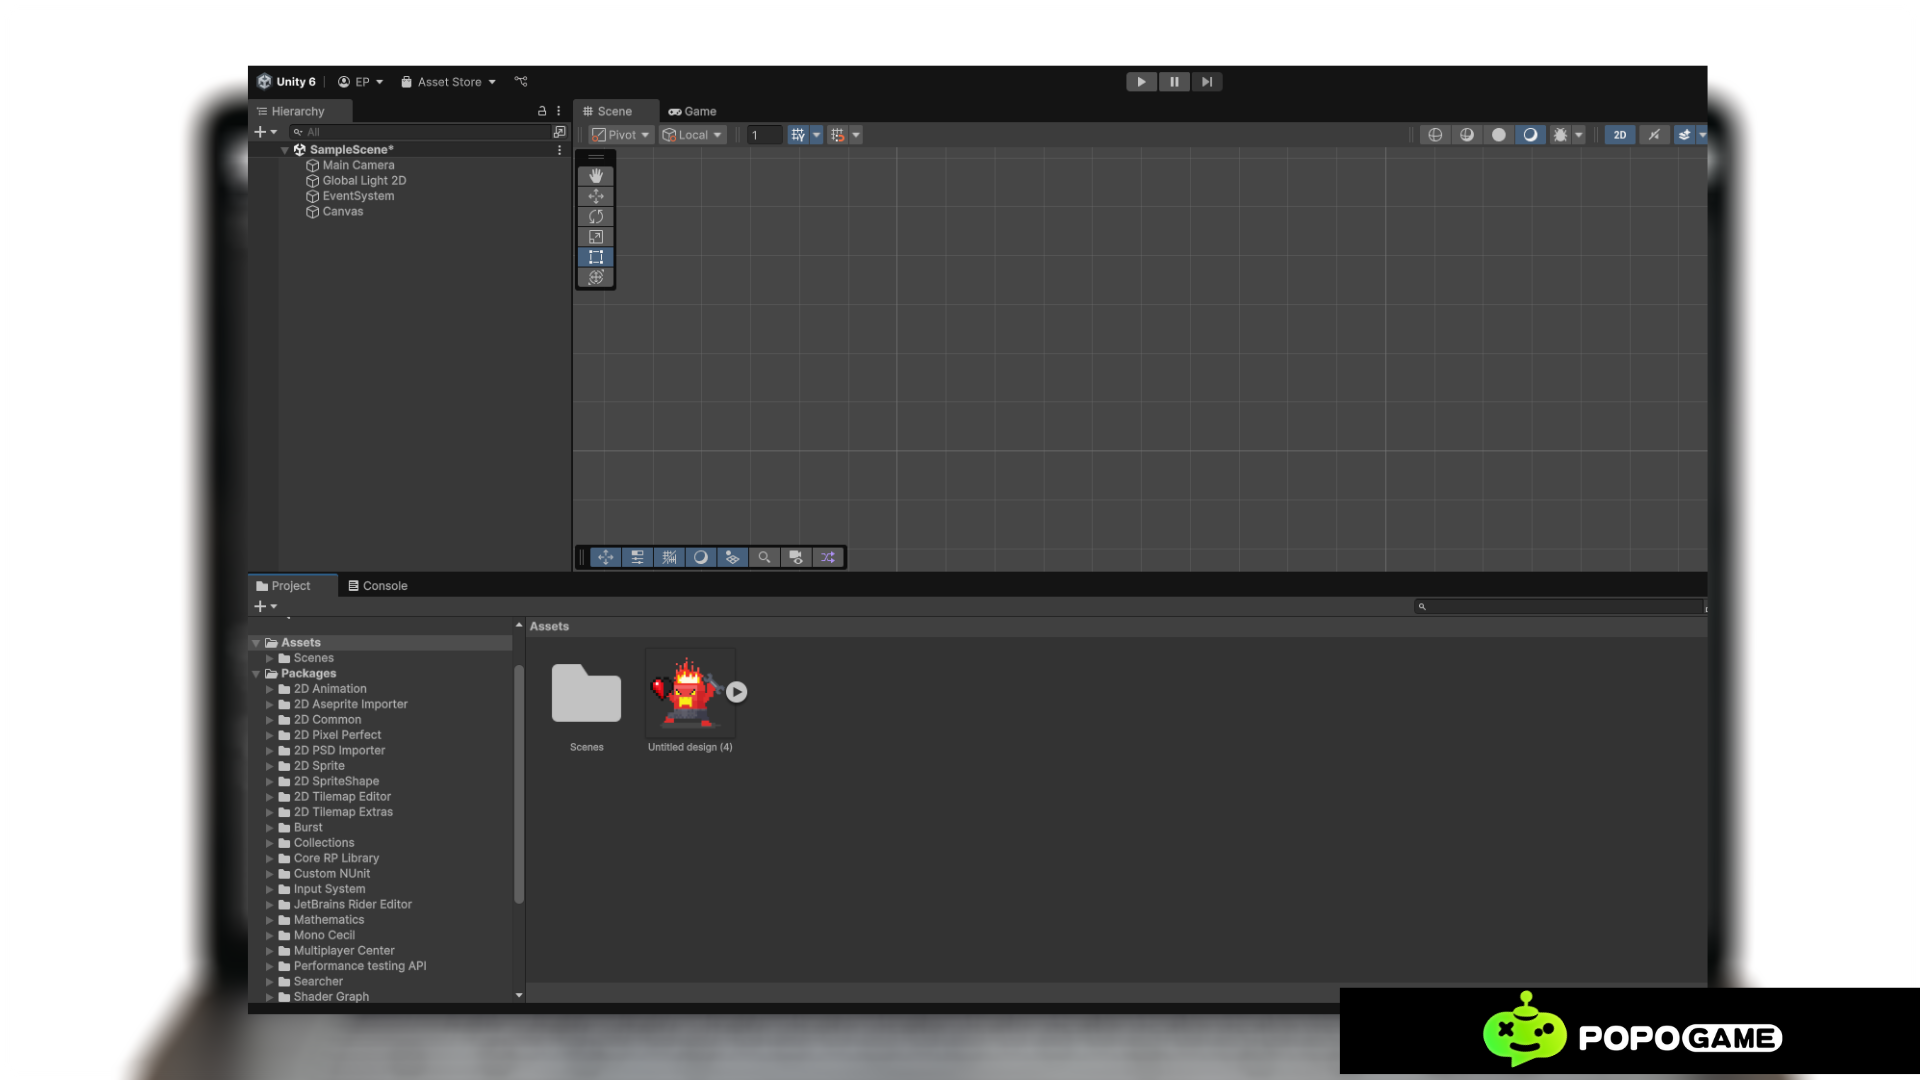 Unity 6 EP Asset Store
Hierarchy
All
SampleScene*
Main Camera
Global Light 2D
EventSystem
Canvas
Scene Game
Pivot Local 1 2D
Project Console
Assets
Scenes
Packages
2D Animation
2D Aseprite Importer
2D Common
2D Pixel Perfect
2D PSD Importer
2D Sprite
2D SpriteShape
2D Tilemap Editor
2D Tilemap Extras
Burst
Collections
Core RP Library
Custom NUnit
Input System
JetBrains Rider Editor
Mathematics
Mono Cecil
Multiplayer Center
Performance testing API
Searcher
Shader Graph
Assets
Scenes Untitled design (4)
POPOGAME